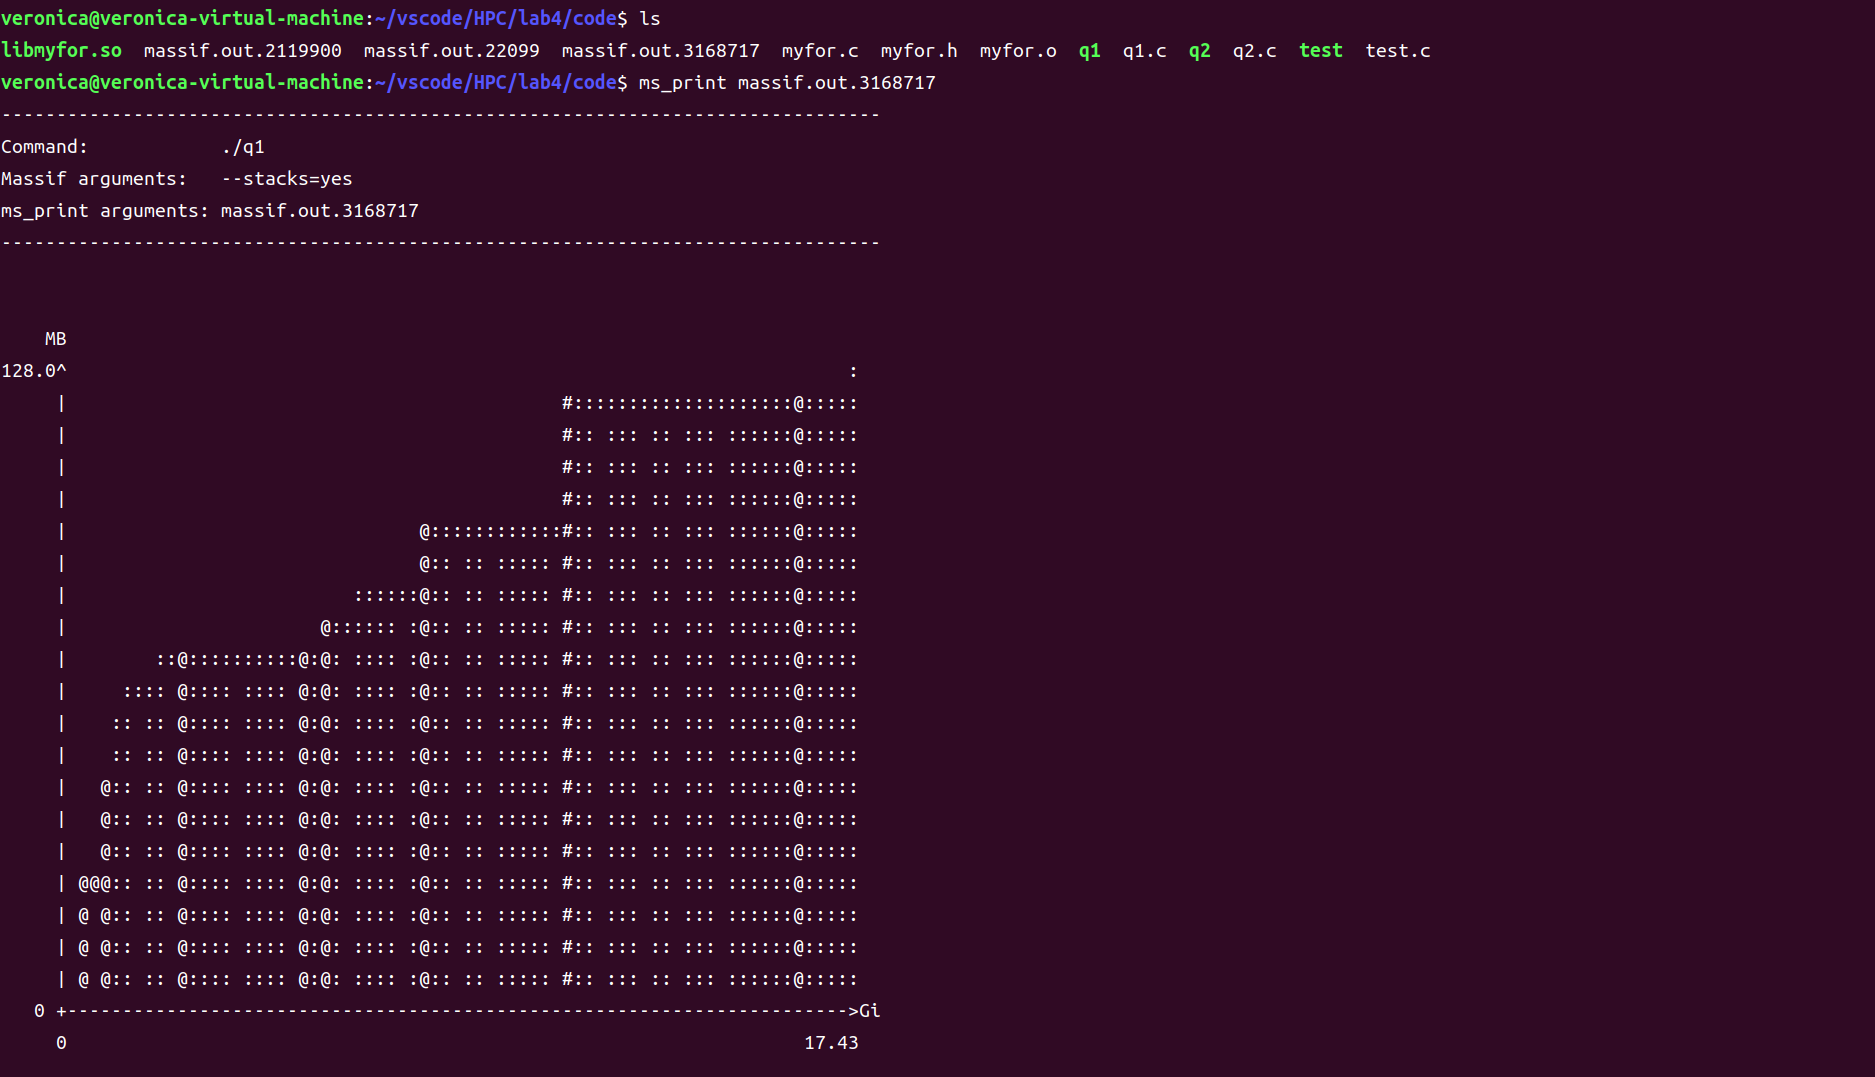 veronica@veronica-virtual-machine:~/vscode/HPC/lab4/code$ ls
libmyfor.so  massif.out.2119900  massif.out.22099  massif.out.3168717  myfor.c  myfor.h  myfor.o  q1  q1.c  q2  q2.c  test  test.c
veronica@veronica-virtual-machine:~/vscode/HPC/lab4/code$ ms_print massif.out.3168717
--------------------------------------------------------------------------------
Command:            ./q1
Massif arguments:   --stacks=yes
ms_print arguments: massif.out.3168717
--------------------------------------------------------------------------------
    MB
128.0^                                                                       :
     |                                             #::::::::::::::::::::@:::::
     |                                             #:: ::: :: ::: ::::::@:::::
     |                                             #:: ::: :: ::: ::::::@:::::
     |                                             #:: ::: :: ::: ::::::@:::::
     |                                @::::::::::::#:: ::: :: ::: ::::::@:::::
     |                                @:: :: ::::: #:: ::: :: ::: ::::::@:::::
     |                          ::::::@:: :: ::::: #:: ::: :: ::: ::::::@:::::
     |                       @:::::: :@:: :: ::::: #:: ::: :: ::: ::::::@:::::
     |        ::@::::::::::@:@: :::: :@:: :: ::::: #:: ::: :: ::: ::::::@:::::
     |     :::: @:::: :::: @:@: :::: :@:: :: ::::: #:: ::: :: ::: ::::::@:::::
     |    :: :: @:::: :::: @:@: :::: :@:: :: ::::: #:: ::: :: ::: ::::::@:::::
     |    :: :: @:::: :::: @:@: :::: :@:: :: ::::: #:: ::: :: ::: ::::::@:::::
     |   @:: :: @:::: :::: @:@: :::: :@:: :: ::::: #:: ::: :: ::: ::::::@:::::
     |   @:: :: @:::: :::: @:@: :::: :@:: :: ::::: #:: ::: :: ::: ::::::@:::::
     |   @:: :: @:::: :::: @:@: :::: :@:: :: ::::: #:: ::: :: ::: ::::::@:::::
     | @@@:: :: @:::: :::: @:@: :::: :@:: :: ::::: #:: ::: :: ::: ::::::@:::::
     | @ @:: :: @:::: :::: @:@: :::: :@:: :: ::::: #:: ::: :: ::: ::::::@:::::
     | @ @:: :: @:::: :::: @:@: :::: :@:: :: ::::: #:: ::: :: ::: ::::::@:::::
     | @ @:: :: @:::: :::: @:@: :::: :@:: :: ::::: #:: ::: :: ::: ::::::@:::::
   0 +----------------------------------------------------------------------->Gi
     0                                                                   17.43